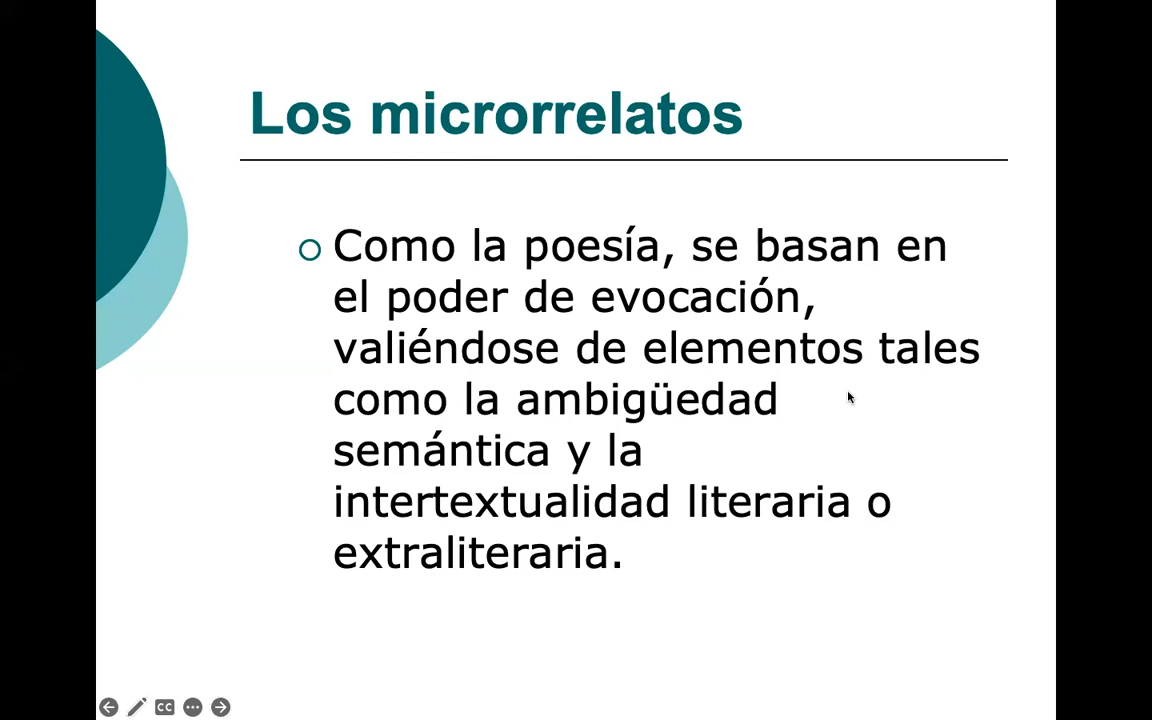 Los microrrelatos
Como la poesía, se basan en
el poder de evocación,
valiéndose de elementos tales
como la ambigüedad
semántica y la
intertextualidad literaria o
extraliteraria.
CC